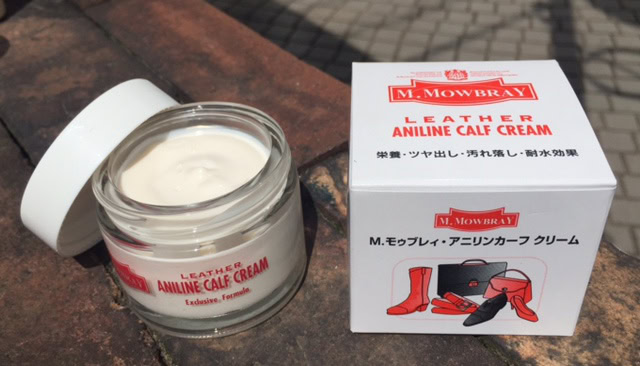 M. MOWBRAY
LEATHER
ANILINE CALF CREAM
栄養・ツヤ出し・汚れ落し・耐水効果
M. MOWBRAY
M.モゥブレィ・アニリンカーフ クリーム
LEATHER
ANILINE CALF CREAM
Exclusive Formula